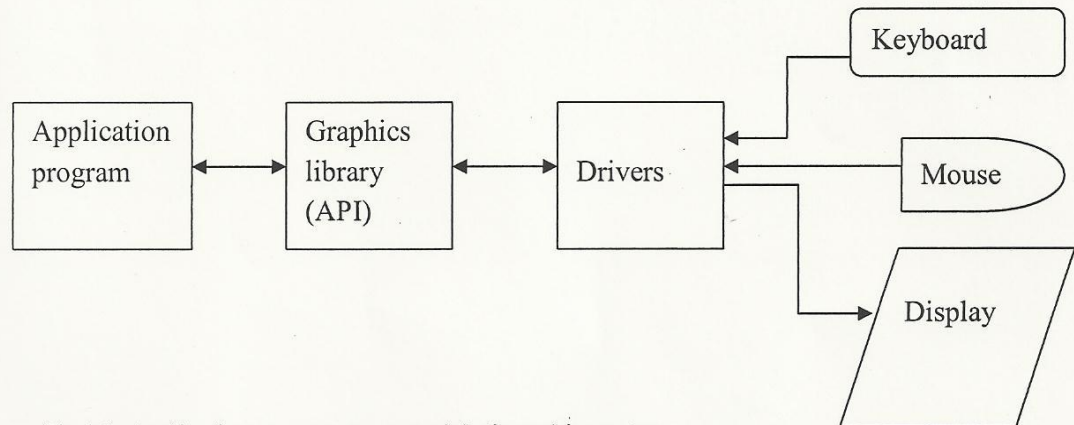 Application
program
Graphics
library
(API)
Drivers
Keyboard
Mouse
Display